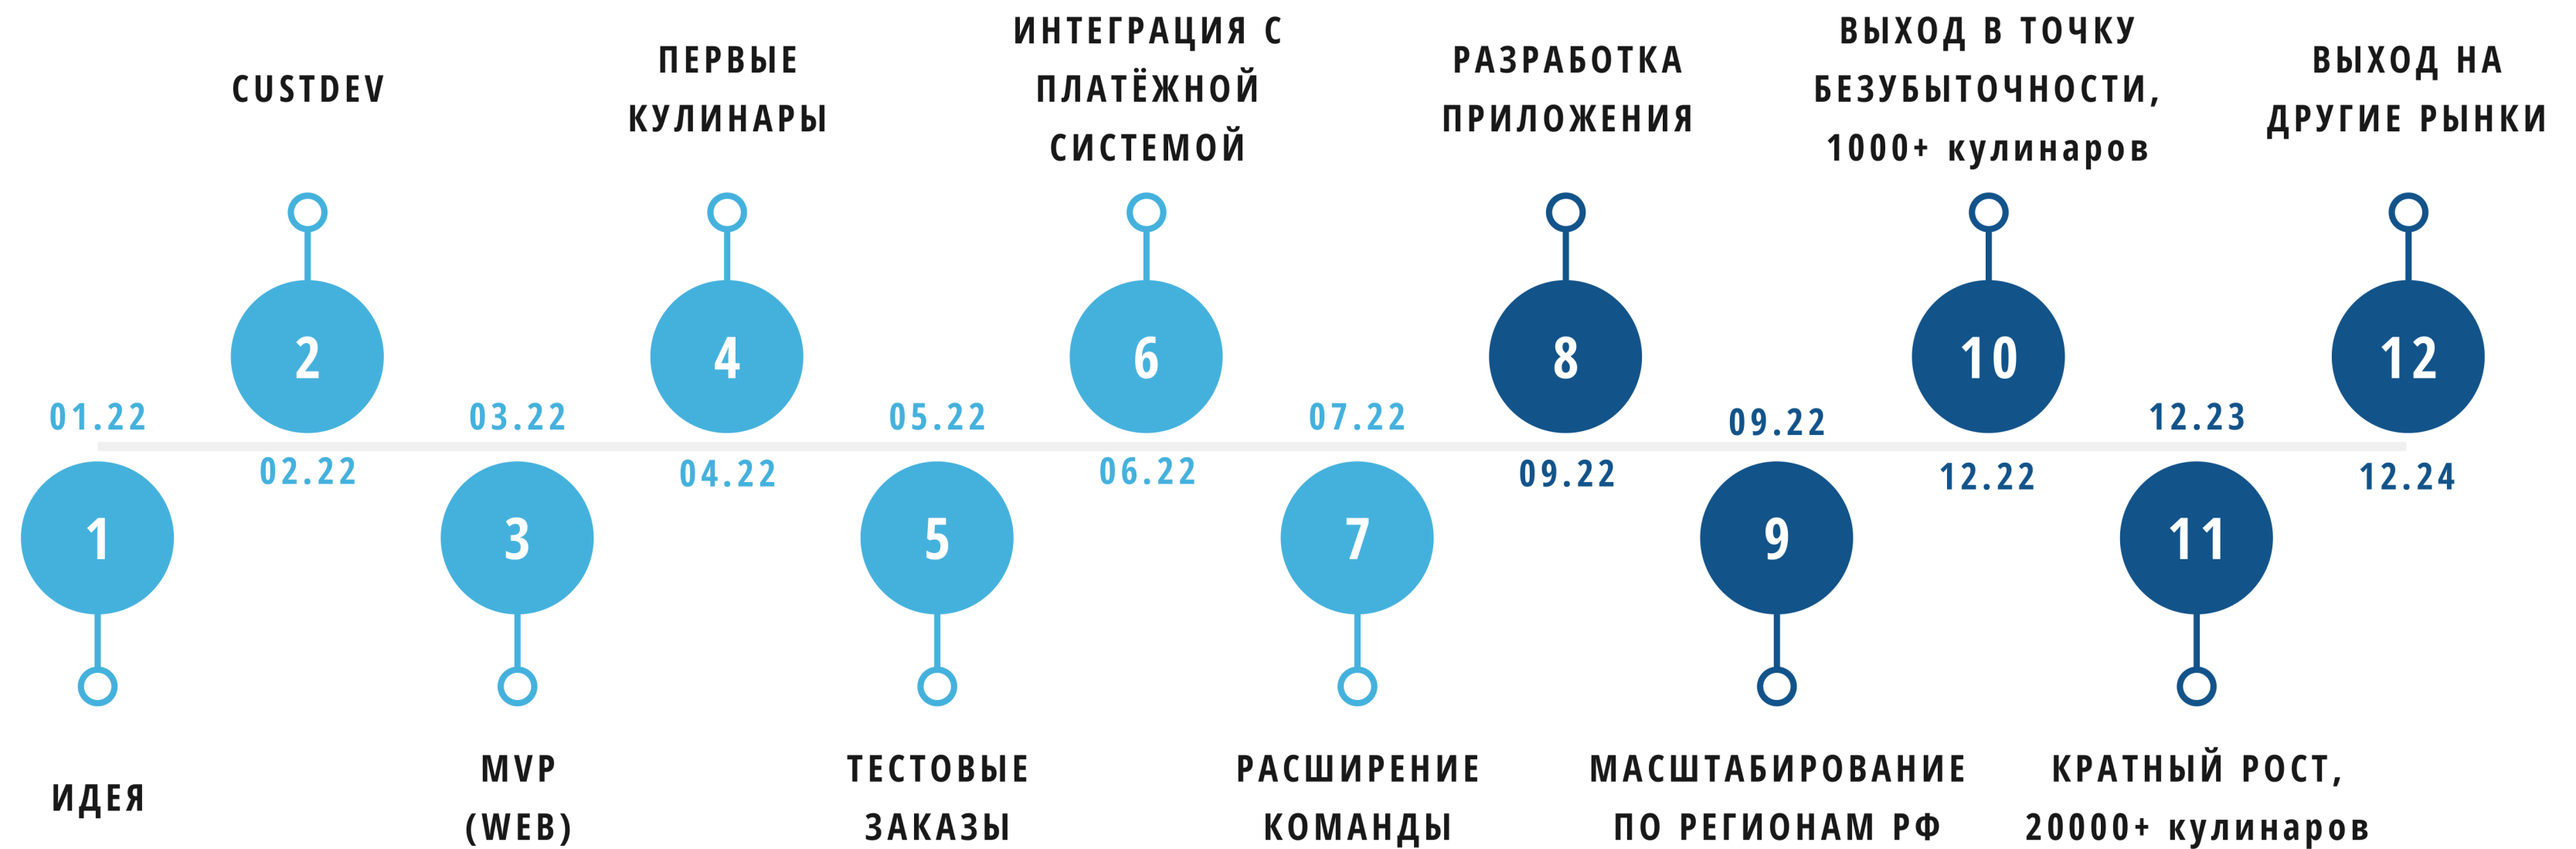 CUSTDEV
ПЕРВЫЕ
КУЛИНАРЫ
ИНТЕГРАЦИЯ С
ПЛАТЁЖНОЙ
СИСТЕМОЙ
РАЗРАБОТКА
ПРИЛОЖЕНИЯ
ВЫХОД В ТОЧКУ
БЕЗУБЫТОЧНОСТИ,
1000+ кулинаров
ВЫХОД НА
ДРУГИЕ РЫНКИ
2
4
6
8
10
12
01.22
03.22
05.22
07.22
09.22
12.23
02.22
04.22
06.22
09.22
12.22
12.24
1
3
5
7
9
11
ИДЕЯ
MVP
(WEB)
ТЕСТОВЫЕ
ЗАКАЗЫ
РАСШИРЕНИЕ
КОМАНДЫ
МАСШТАБИРОВАНИЕ
ПО РЕГИОНАМ РФ
КРАТНЫЙ РОСТ,
20000+ кулинаров